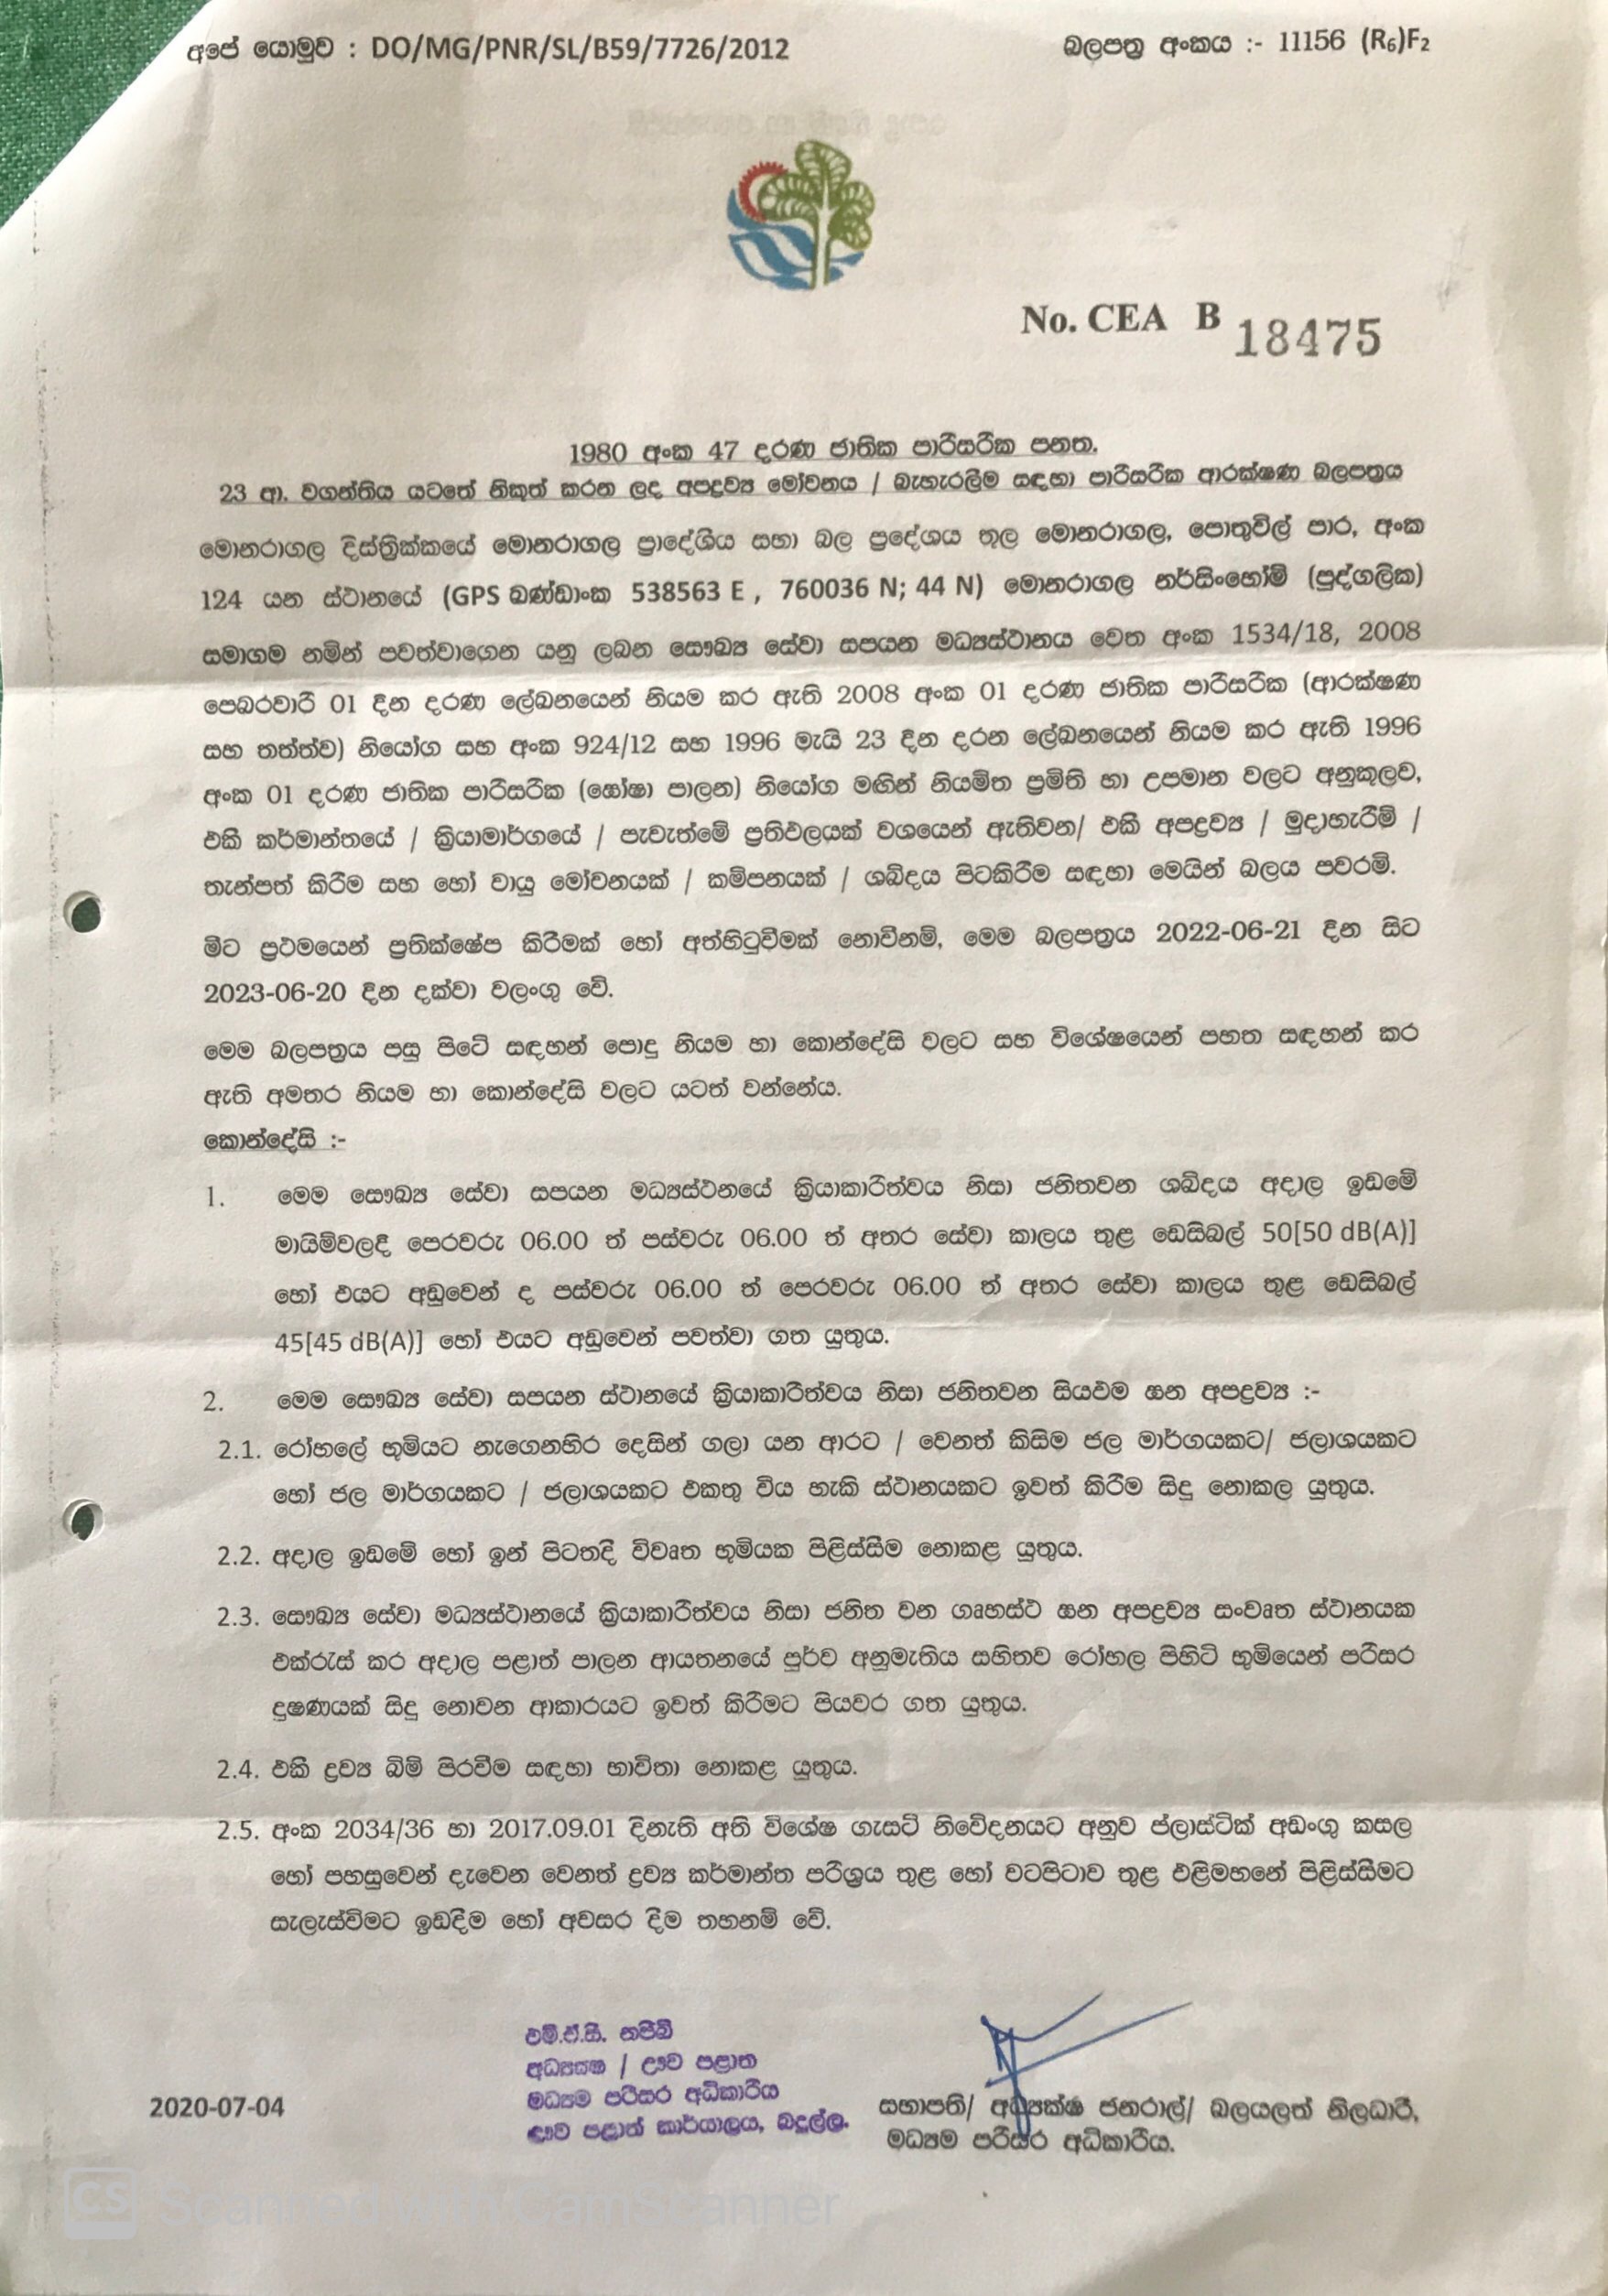 අපේ යොමුව : DO/MG/PNR/SL/B59/7726/2012
බලපත්‍ර අංකය :- 11156 (R6)F2
No. CEA B 18475
1980 අංක 47 දරණ ජාතික පාරිසරික පනත.
23 ආ. වගන්තිය යටතේ නිකුත් කරන ලද අපද්‍රව්‍ය මෝචනය / බැහැරලීම සඳහා පාරිසරික ආරක්ෂණ බලපත්‍රය
මොනරාගල දිස්ත්‍රික්කයේ මොනරාගල ප්‍රාදේශීය සභා බල ප්‍රදේශය තුල මොනරාගල, පොතුවිල් පාර, අංක
124 යන ස්ථානයේ (GPS ඛණ්ඩාංක 538563 E , 760036 N; 44 N) මොනරාගල නර්සිංහෝම් (පුද්ගලික)
සමාගම නමින් පවත්වාගෙන යනු ලබන සෞඛ්‍ය සේවා සපයන මධ්‍යස්ථානය වෙත අංක 1534/18, 2008
පෙබරවාරි 01 දින දරණ ලේඛනයෙන් නියම කර ඇති 2008 අංක 01 දරණ ජාතික පාරිසරික (ආරක්ෂණ
සහ තත්ත්ව) නියෝග සහ අංක 924/12 සහ 1996 මැයි 23 දින දරන ලේඛනයෙන් නියම කර ඇති 1996
අංක 01 දරණ ජාතික පාරිසරික (ඝෝෂා පාලන) නියෝග මඟින් නියමිත ප්‍රමිති හා උපමාන වලට අනුකූලව,
එකී කර්මාන්තයේ / ක්‍රියාමාර්ගයේ / පැවැත්මේ ප්‍රතිඵලයක් වශයෙන් ඇතිවන/ එකී අපද්‍රව්‍ය / මුදාහැරීම් /
තැන්පත් කිරීම සහ හෝ වායු මෝචනයක් / කම්පනයක් / ශබ්දය පිටකිරීම සඳහා මෙයින් බලය පවරමි.
මීට ප්‍රථමයෙන් ප්‍රතික්ෂේප කිරීමක් හෝ අත්හිටුවීමක් නොවීනම්, මෙම බලපත්‍රය 2022-06-21 දින සිට
2023-06-20 දින දක්වා වලංගු වේ.
මෙම බලපත්‍රය පසු පිටේ සඳහන් පොදු නියම හා කොන්දේසි වලට සහ විශේෂයෙන් පහත සඳහන් කර
ඇති අමතර නියම හා කොන්දේසි වලට යටත් වන්නේය.
කොන්දේසි :-
1. මෙම සෞඛ්‍ය සේවා සපයන මධ්‍යස්ථනයේ ක්‍රියාකාරිත්වය නිසා ජනිතවන ශබ්දය අදාල ඉඩමේ
මායිම්වලදී පෙරවරු 06.00 ත් පස්වරු 06.00 ත් අතර සේවා කාලය තුළ ඩෙසිබල් 50[50 dB(A)]
හෝ එයට අඩුවෙන් ද පස්වරු 06.00 ත් පෙරවරු 06.00 ත් අතර සේවා කාලය තුළ ඩෙසිබල්
45[45 dB(A)] හෝ එයට අඩුවෙන් පවත්වා ගත යුතුය.
2. මෙම සෞඛ්‍ය සේවා සපයන ස්ථානයේ ක්‍රියාකාරිත්වය නිසා ජනිතවන සියළුම ඝන අපද්‍රව්‍ය :-
2.1. රෝහලේ භූමියට නැගෙනහිර දෙසින් ගලා යන ආරට / වෙනත් කිසිම ජල මාර්ගයකට/ ජලාශයකට
හෝ ජල මාර්ගයකට / ජලාශයකට එකතු විය හැකි ස්ථානයකට ඉවත් කිරීම සිදු නොකල යුතුය.
2.2. අදාල ඉඩමේ හෝ ඉන් පිටතදී විවෘත භූමියක පිළිස්සීම නොකළ යුතුය.
2.3. සෞඛ්‍ය සේවා මධ්‍යස්ථානයේ ක්‍රියාකාරිත්වය නිසා ජනිත වන ගෘහස්ථ ඝන අපද්‍රව්‍ය සංවෘත ස්ථානයක
එක්රැස් කර අදාල පළාත් පාලන ආයතනයේ පූර්ව අනුමැතිය සහිතව රෝහල පිහිටි භූමියෙන් පරිසර
දූෂණයක් සිදු නොවන ආකාරයට ඉවත් කිරීමට පියවර ගත යුතුය.
2.4. එකී ද්‍රව්‍ය බිම් පිරවීම සඳහා භාවිතා නොකළ යුතුය.
2.5. අංක 2034/36 හා 2017.09.01 දිනැති අති විශේෂ ගැසට් නිවේදනයට අනුව ප්ලාස්ටික් අඩංගු කසල
හෝ පහසුවෙන් දැවෙන වෙනත් ද්‍රව්‍ය කර්මාන්ත පරිශ්‍රය තුළ හෝ වටපිටාව තුළ එළිමහනේ පිළිස්සීමට
සැලැස්වීමට ඉඩදීම හෝ අවසර දීම තහනම් වේ.
එම්.ඒ.සී. නජීබ්
අධ්‍යක්ෂ / ඌව පළාත
මධ්‍යම පරිසර අධිකාරිය
ඌව පළාත් කාර්යාලය, බදුල්ල.
2020-07-04
සභාපති/ අධ්‍යක්ෂ ජනරාල්/ බලයලත් නිලධාරී,
මධ්‍යම පරිසර අධිකාරිය.
CS Scanned with CamScanner